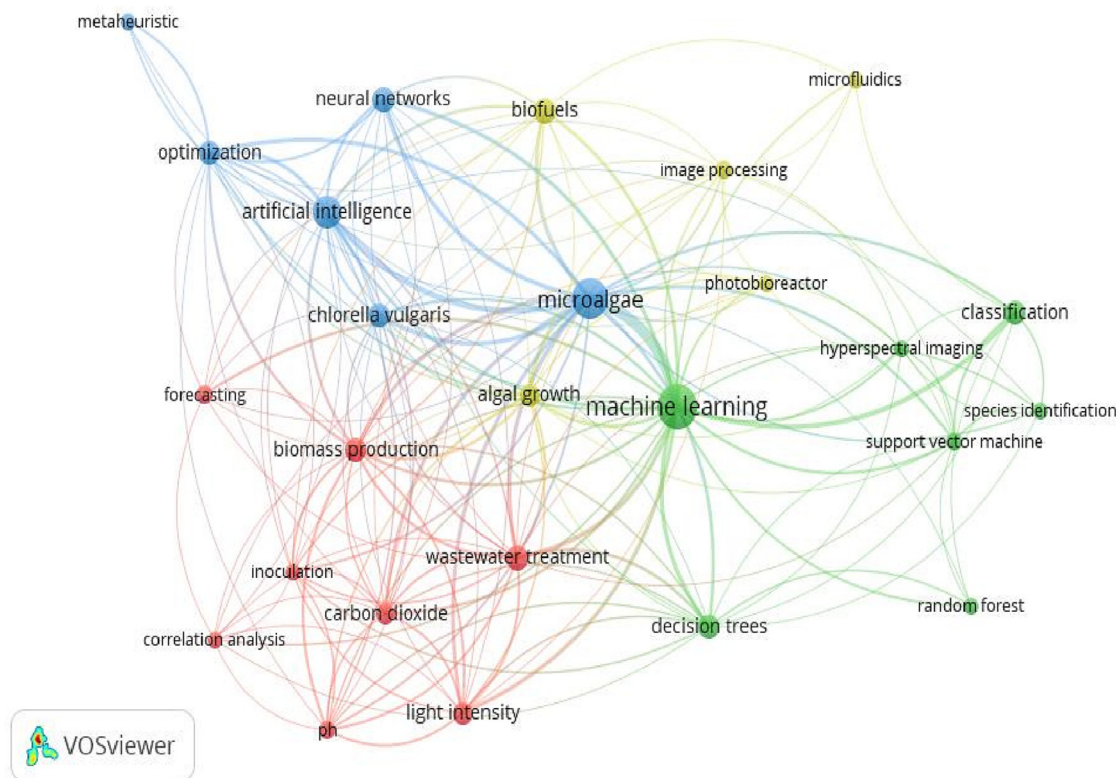 metaheuristic
neural networks
biofuels
microfluidics
optimization
image processing
artificial intelligence
photobioreactor
microalgae
chlorella vulgaris
classification
hyperspectral imaging
forecasting
algal growth
machine learning
species identification
support vector machine
biomass production
wastewater treatment
inoculation
carbon dioxide
random forest
correlation analysis
decision trees
light intensity
ph
VOSviewer